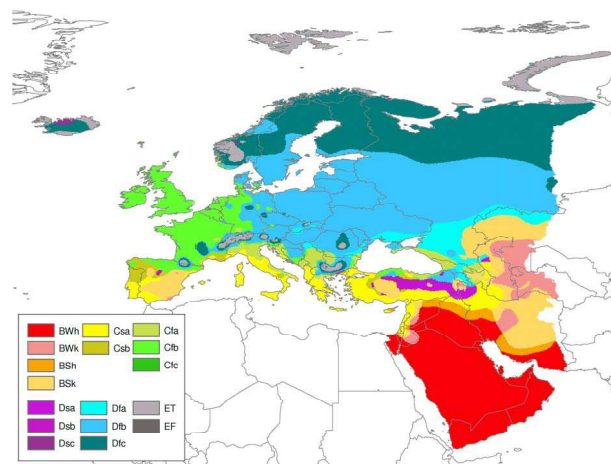 BWh Csa Cfa
BWk Csb Cfb
BSh Cfc
BSk
Dsa Dfa ET
Dsb Dfb EF
Dsc Dfc